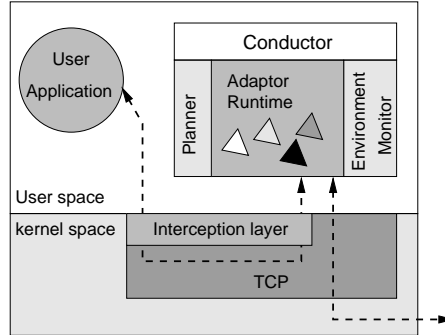 User
Application
Conductor
Planner
Adaptor
Runtime
Environment
Monitor
User space
kernel space
Interception layer
TCP